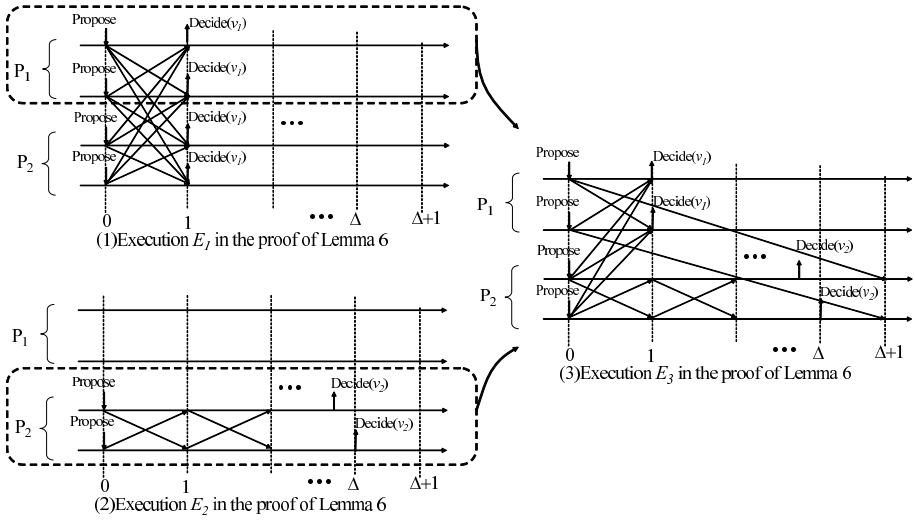 Propose
Decide(v1)
P1
Propose
Decide(v1)
Propose
Decide(v1)
•••
P2
Propose
Decide(v1)
0
1
•••
Δ
Δ+1
(1)Execution E1 in the proof of Lemma 6
P1
Propose
•••
Decide(v2)
P2
Propose
Decide(v2)
0
1
•••
Δ
Δ+1
(2)Execution E2 in the proof of Lemma 6
Propose
Decide(v1)
P1
Propose
Decide(v1)
•••
Decide(v2)
Propose
P2
Propose
Decide(v2)
0
1
•••
Δ
Δ+1
(3)Execution E3 in the proof of Lemma 6